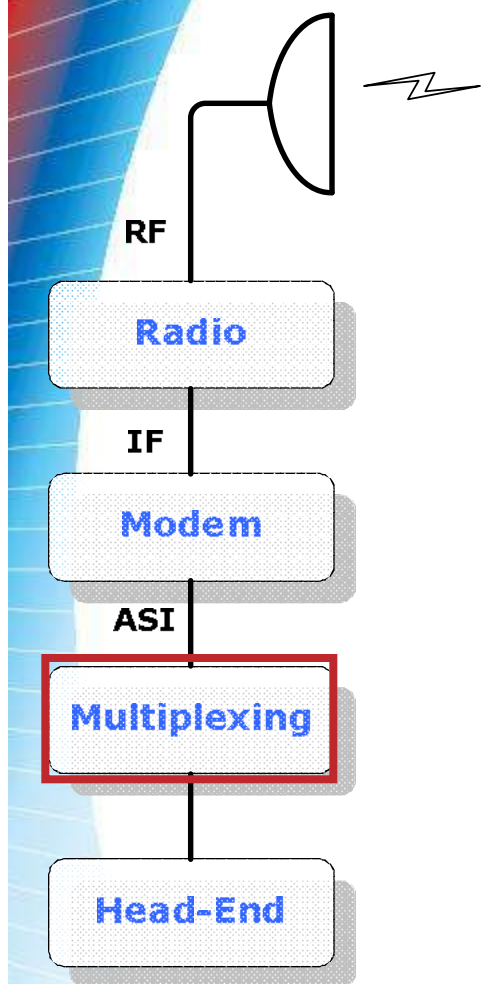 RF
Radio
IF
Modem
ASI
Multiplexing
Head-End